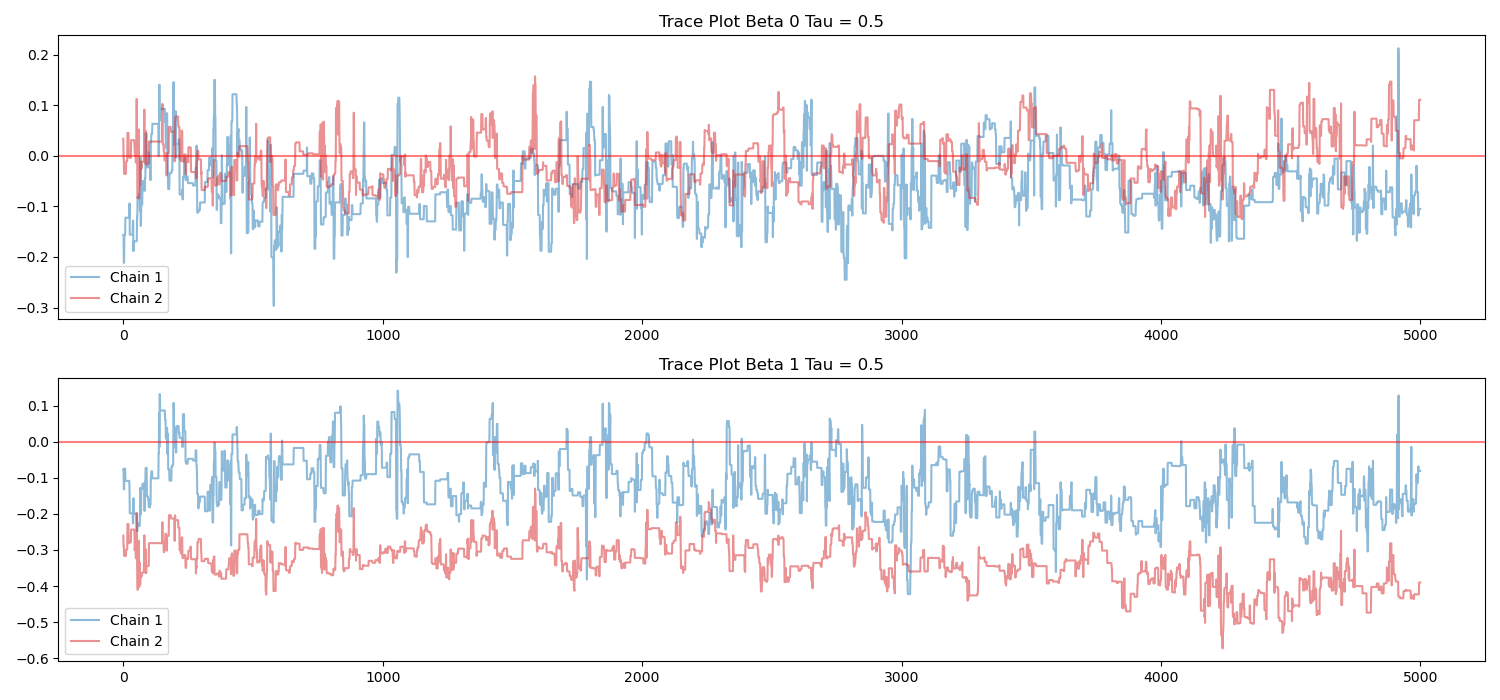 Trace Plot Beta 0 Tau = 0.5
0.2
0.1
0.0
−0.1
−0.2
−0.3
Chain 1
Chain 2
0 1000 2000 3000 4000 5000
Trace Plot Beta 1 Tau = 0.5
0.1
0.0
−0.1
−0.2
−0.3
−0.4
−0.5
−0.6
Chain 1
Chain 2
0 1000 2000 3000 4000 5000